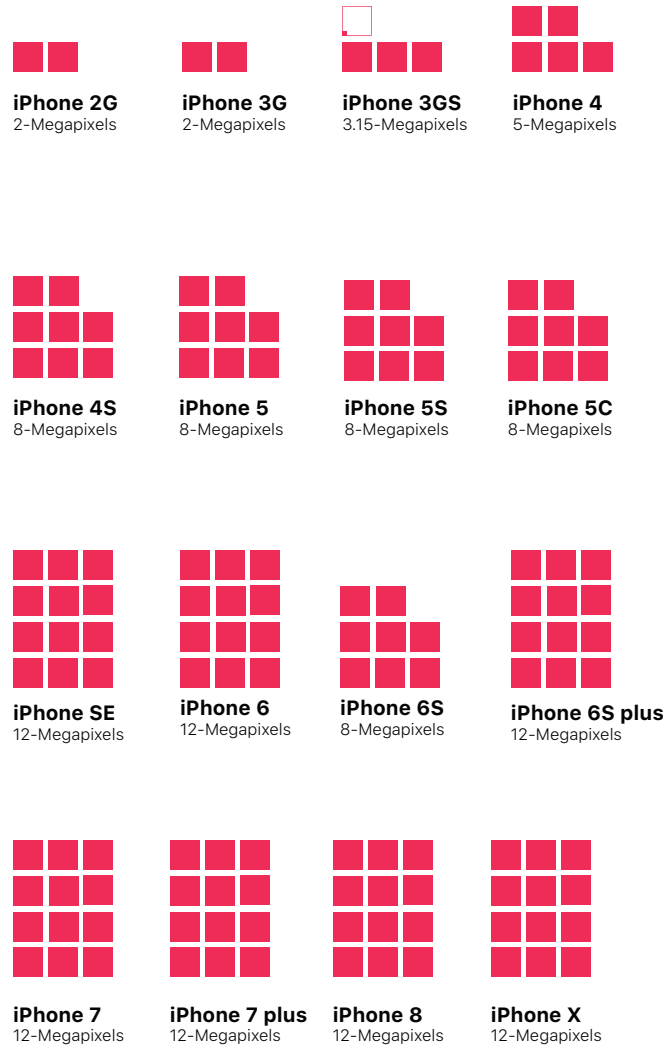 iPhone 2G
2-Megapixels
iPhone 3G
2-Megapixels
iPhone 3GS
3.15-Megapixels
iPhone 4
5-Megapixels
iPhone 4S
8-Megapixels
iPhone 5
8-Megapixels
iPhone 5S
8-Megapixels
iPhone 5C
8-Megapixels
iPhone SE
12-Megapixels
iPhone 6
12-Megapixels
iPhone 6S
8-Megapixels
iPhone 6S plus
12-Megapixels
iPhone 7
12-Megapixels
iPhone 7 plus
12-Megapixels
iPhone 8
12-Megapixels
iPhone X
12-Megapixels